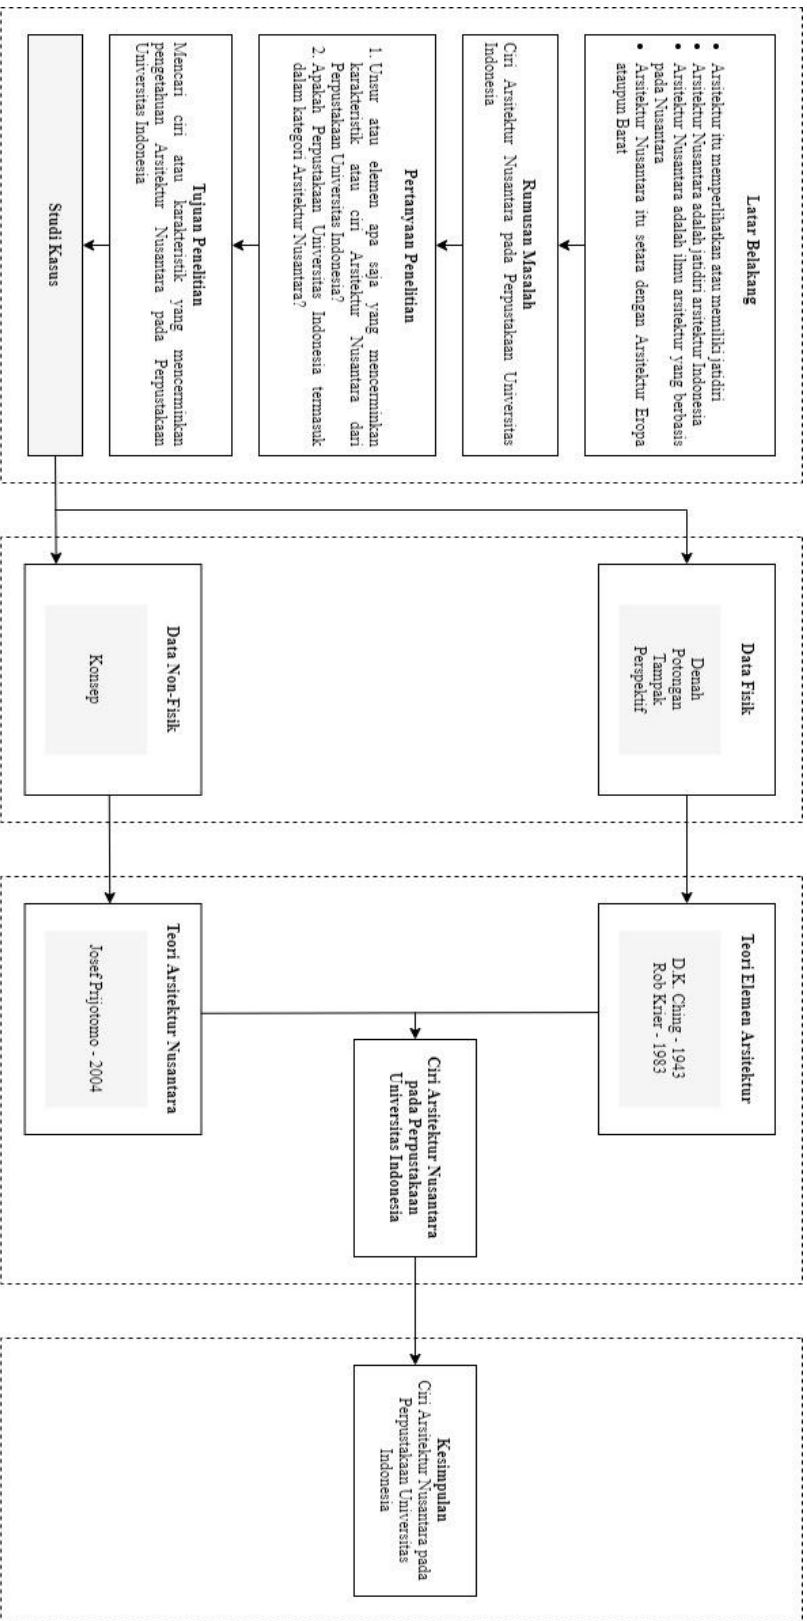 Latar Belakang
• Arsitektur itu memperlihatkan atau memiliki jatidiri
• Arsitektur Nusantara adalah jatidiri arsitektur Indonesia
• Arsitektur Nusantara adalah ilmu arsitektur yang berbasis
pada Nusantara
• Arsitektur Nusantara itu setara dengan Arsitektur Eropa
ataupun Barat
Rumusan Masalah
Ciri Arsitektur Nusantara pada Perpustakaan Universitas
Indonesia
Pertanyaan Penelitian
1. Unsur atau elemen apa saja yang mencerminkan
karakteristik atau ciri Arsitektur Nusantara dari
Perpustakaan Universitas Indonesia?
2. Apakah Perpustakaan Universitas Indonesia termasuk
dalam kategori Arsitektur Nusantara?
Tujuan Penelitian
Mencari ciri atau karakteristik yang mencerminkan
pengetahuan Arsitektur Nusantara pada Perpustakaan
Universitas Indonesia
Studi Kasus
Data Fisik
Denah
Potongan
Tampak
Perspektif
Data Non-Fisik
Konsep
Teori Elemen Arsitektur
D.K. Ching - 1943
Rob Krier - 1983
Teori Arsitektur Nusantara
Josef Prijotomo - 2004
Ciri Arsitektur Nusantara
pada Perpustakaan
Universitas Indonesia
Kesimpulan
Ciri Arsitektur Nusantara pada
Perpustakaan Universitas
Indonesia